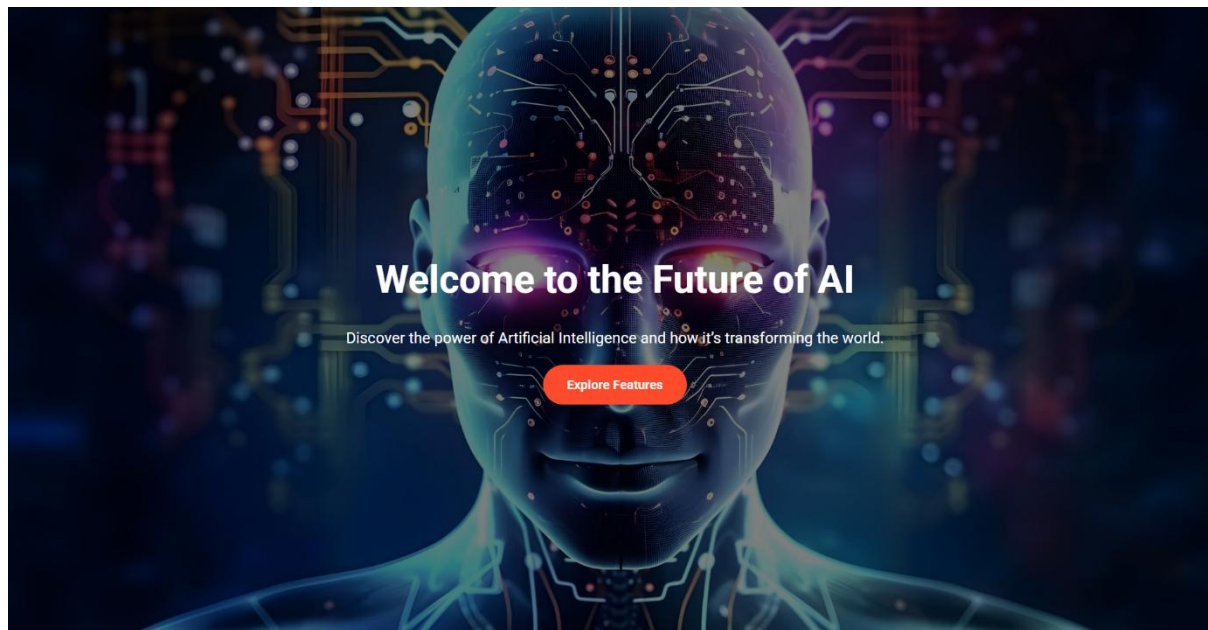 Welcome to the Future of AI
Discover the power of Artificial Intelligence and how it's transforming the world.
Explore Features